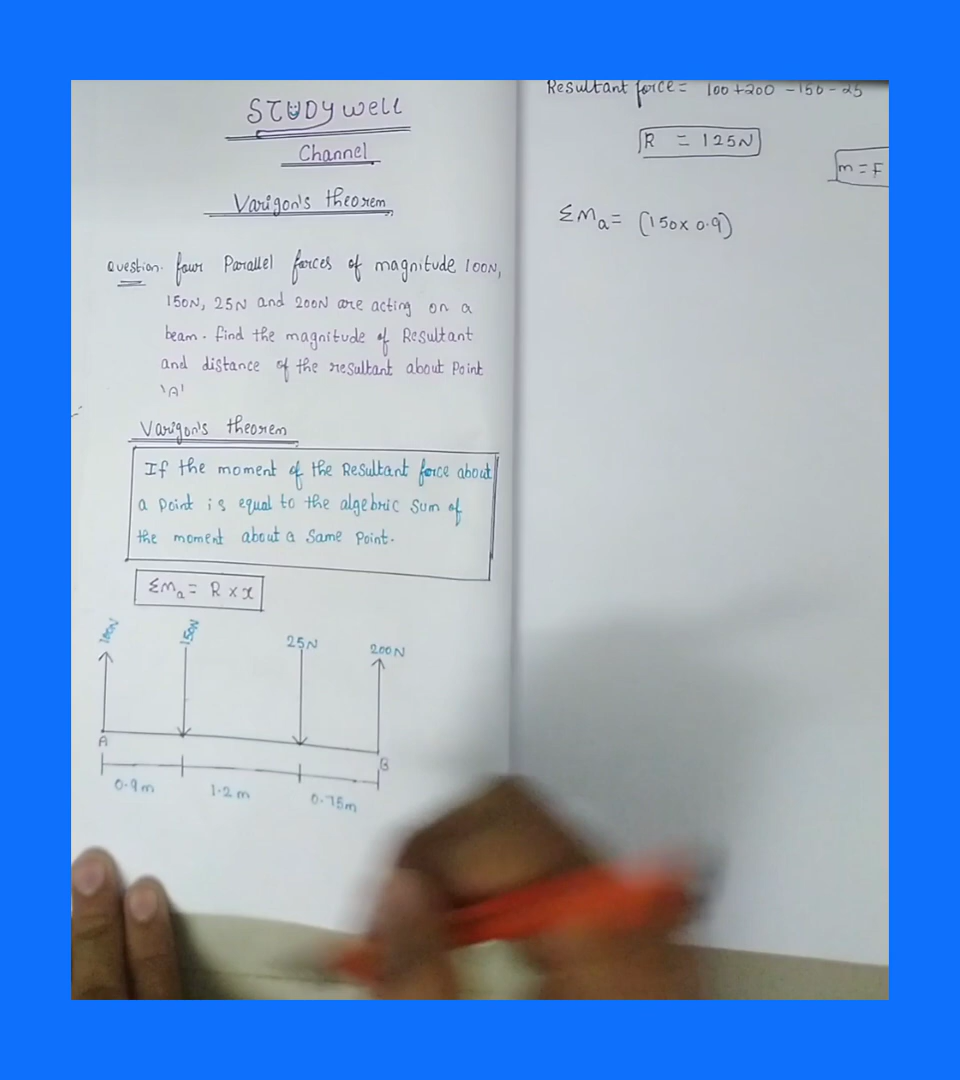 STUDY well
Channel
Varigon's theorem
Question. four Parallel forces of magnitude 100N,
150N, 25N and 200N are acting on a
beam. find the magnitude of Resultant
and distance of the resultant about Point
'A'
Varigon's theorem
If the moment of the Resultant force about
a Point is equal to the algebric Sum of
the moment about a Same Point.
Σma = R × x
100N 150N 25N 200N
A B
0.9m 1.2m 0.75m
Resultant force = 100 +200 -150 -25
R = 125N
m = F
ΣMa = (150 x 0.9)